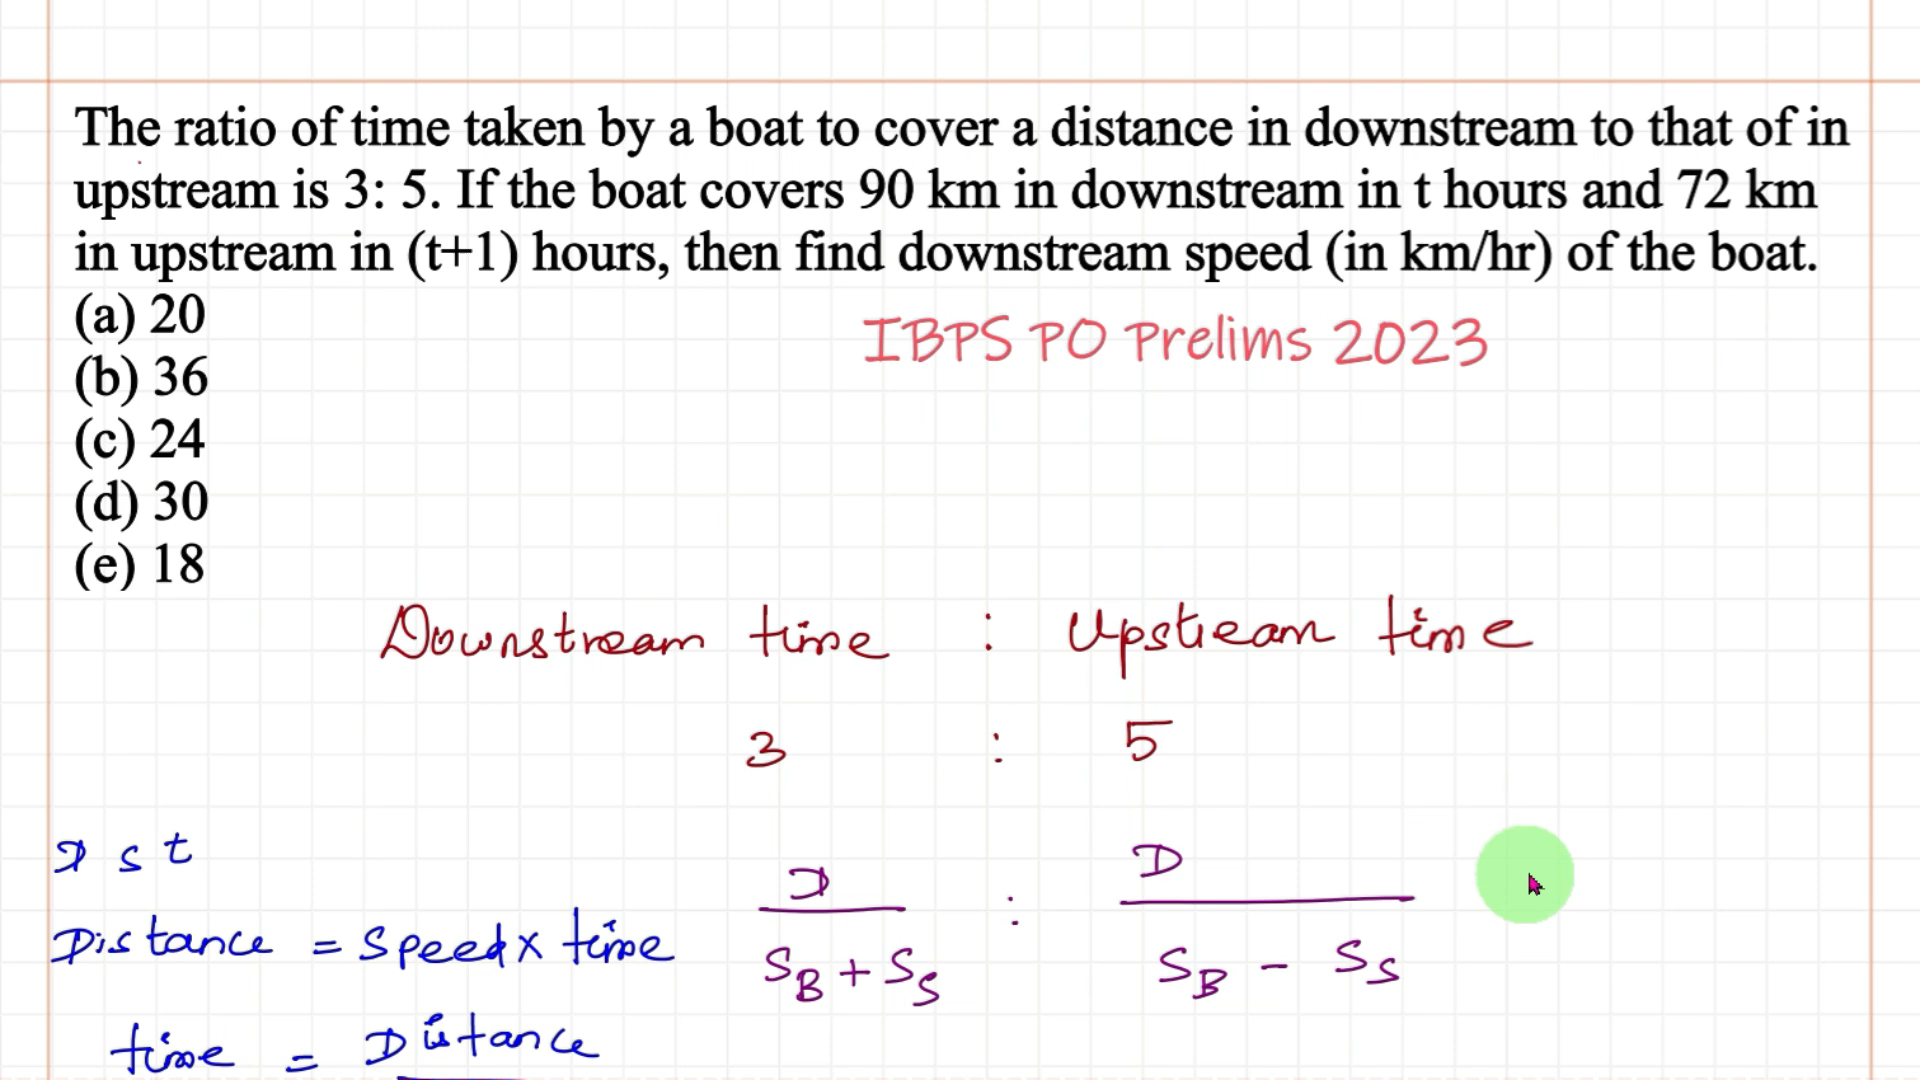 The ratio of time taken by a boat to cover a distance in downstream to that of in
upstream is 3: 5. If the boat covers 90 km in downstream in t hours and 72 km
in upstream in (t+1) hours, then find downstream speed (in km/hr) of the boat.
(a) 20
IBPS PO Prelims 2023
(b) 36
(c) 24
(d) 30
(e) 18
Downstream time : Upstream time
3 : 5
D s t
D : D
Distance = Speed x time
S_B + S_S S_B - S_S
time = Distance